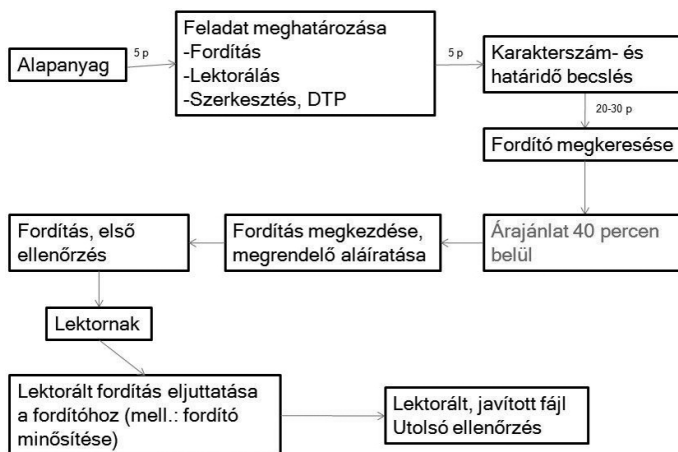 Alapanyag
5 p
Feladat meghatározása
-Fordítás
-Lektorálás
-Szerkesztés, DTP
5 p
Karakterszám- és
határidő becslés
20-30 p
Fordító megkeresése
Árajánlat 40 percen
belül
Fordítás megkezdése,
megrendelő aláíratása
Fordítás, első
ellenőrzés
Lektornak
Lektorált fordítás eljuttatása
a fordítóhoz (mell.: fordító
minősítése)
Lektorált, javított fájl
Utolsó ellenőrzés